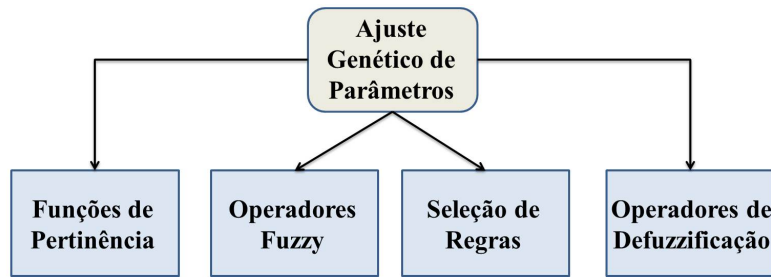 Ajuste
Genético de
Parâmetros
Funções de
Pertinência
Operadores
Fuzzy
Seleção de
Regras
Operadores de
Defuzzificação